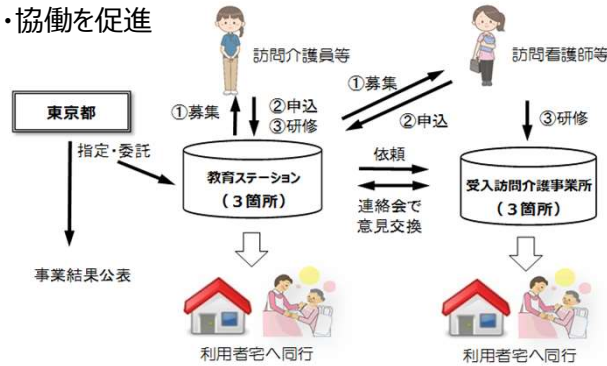 ・協働を促進
訪問介護員等
訪問看護師等
①募集
②申込
③研修
①募集
②申込
③研修
東京都
指定・委託
教育ステーション
（３箇所）
依頼
連絡会で
意見交換
受入訪問介護事業所
（３箇所）
事業結果公表
利用者宅へ同行
利用者宅へ同行